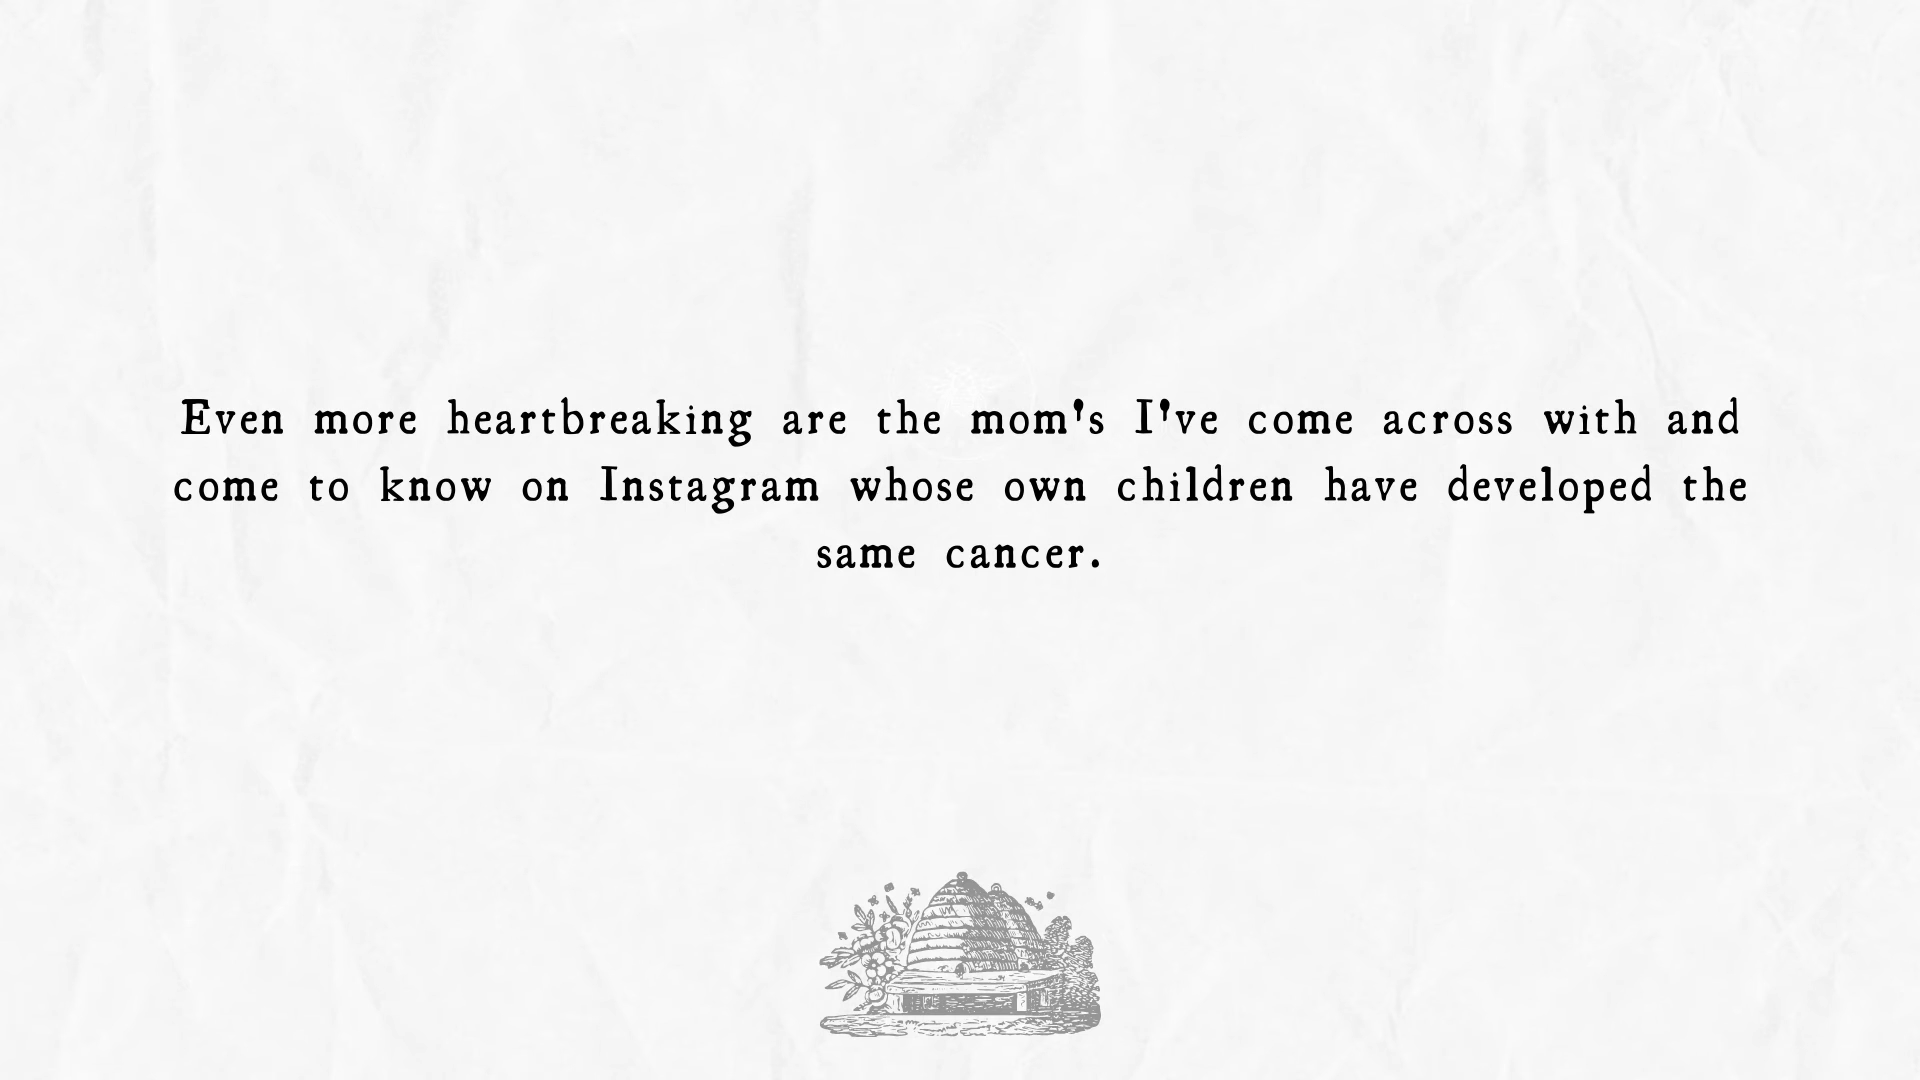 Even more heartbreaking are the mom's I've come across with and
come to know on Instagram whose own children have developed the
same cancer.